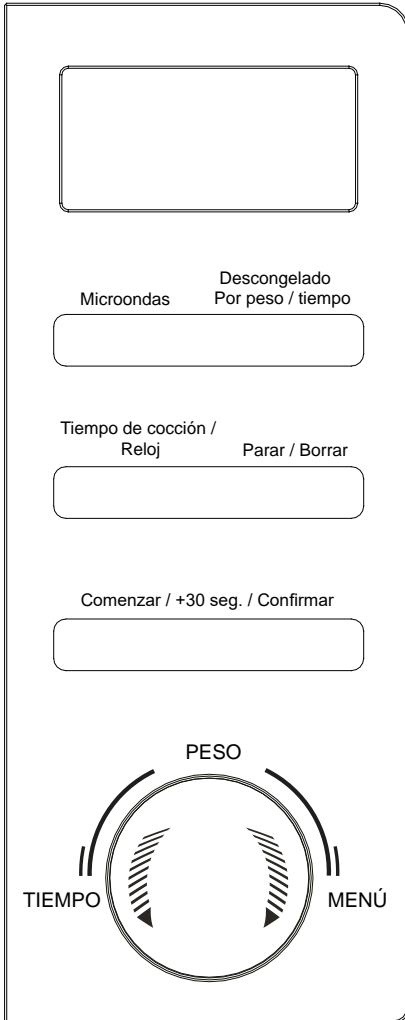 Microondas
Descongelado
Por peso / tiempo
Tiempo de cocción /
Reloj
Parar / Borrar
Comenzar / +30 seg. / Confirmar
PESO
TIEMPO
MENÚ